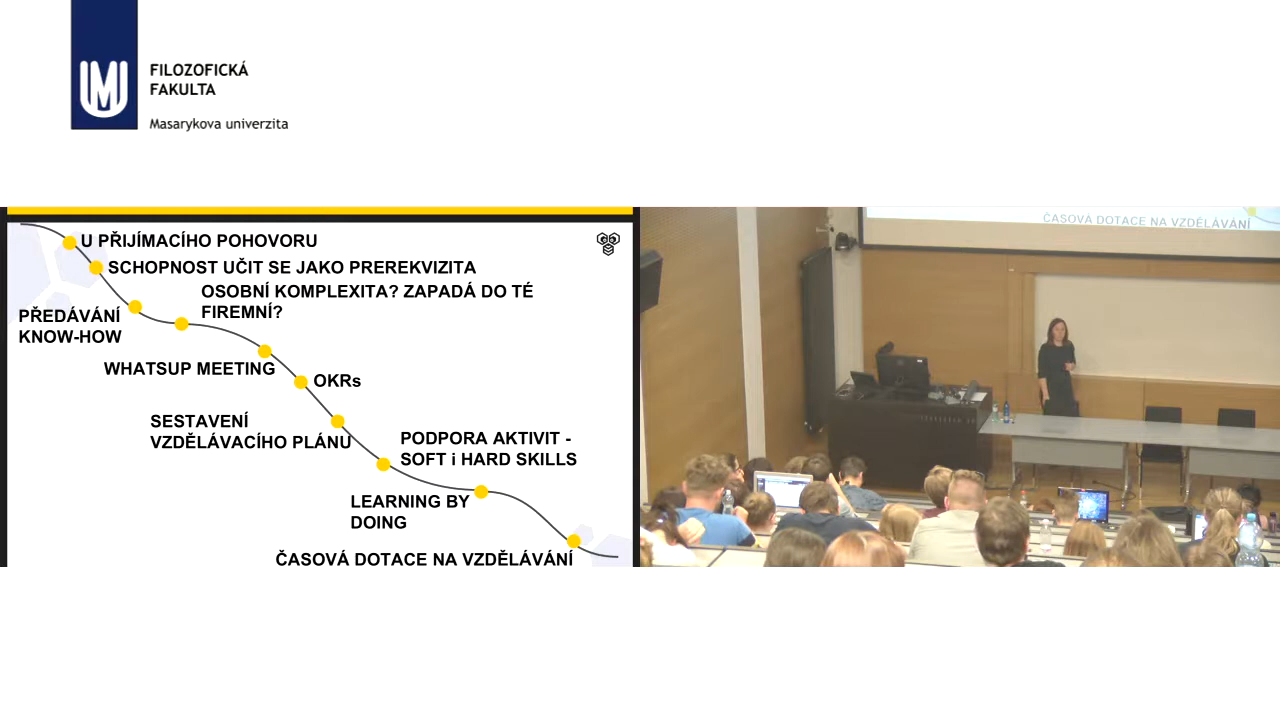 FILOZOFICKÁ
FAKULTA
Masarykova univerzita
U PŘIJÍMACÍHO POHOVORU
SCHOPNOST UČIT SE JAKO PREREKVIZITA
OSOBNÍ KOMPLEXITA? ZAPADÁ DO TÉ
FIREMNÍ?
PŘEDÁVÁNÍ
KNOW-HOW
WHATSUP MEETING
OKRs
SESTAVENÍ
VZDĚLÁVACÍHO PLÁNU
PODPORA AKTIVIT -
SOFT i HARD SKILLS
LEARNING BY
DOING
ČASOVÁ DOTACE NA VZDĚLÁVÁNÍ
ČASOVÁ DOTACE NA VZDĚLÁVÁNÍ